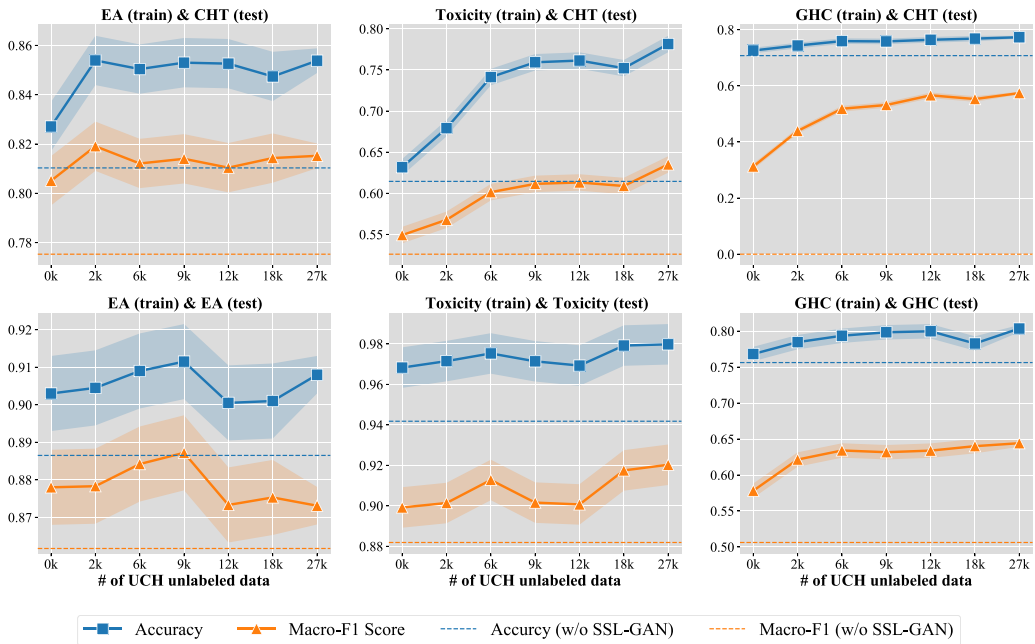 EA (train) & CHT (test)
0.86
0.84
0.82
0.80
0.78
0k 2k 6k 9k 12k 18k 27k
Toxicity (train) & CHT (test)
0.80
0.75
0.70
0.65
0.60
0.55
0k 2k 6k 9k 12k 18k 27k
GHC (train) & CHT (test)
0.8
0.6
0.4
0.2
0.0
0k 2k 6k 9k 12k 18k 27k
EA (train) & EA (test)
0.92
0.91
0.90
0.89
0.88
0.87
0k 2k 6k 9k 12k 18k 27k
# of UCH unlabeled data
Toxicity (train) & Toxicity (test)
0.98
0.96
0.94
0.92
0.90
0.88
0k 2k 6k 9k 12k 18k 27k
# of UCH unlabeled data
GHC (train) & GHC (test)
0.80
0.75
0.70
0.65
0.60
0.55
0.50
0k 2k 6k 9k 12k 18k 27k
# of UCH unlabeled data
Accuracy Macro-F1 Score Accurcy (w/o SSL-GAN) Macro-F1 (w/o SSL-GAN)